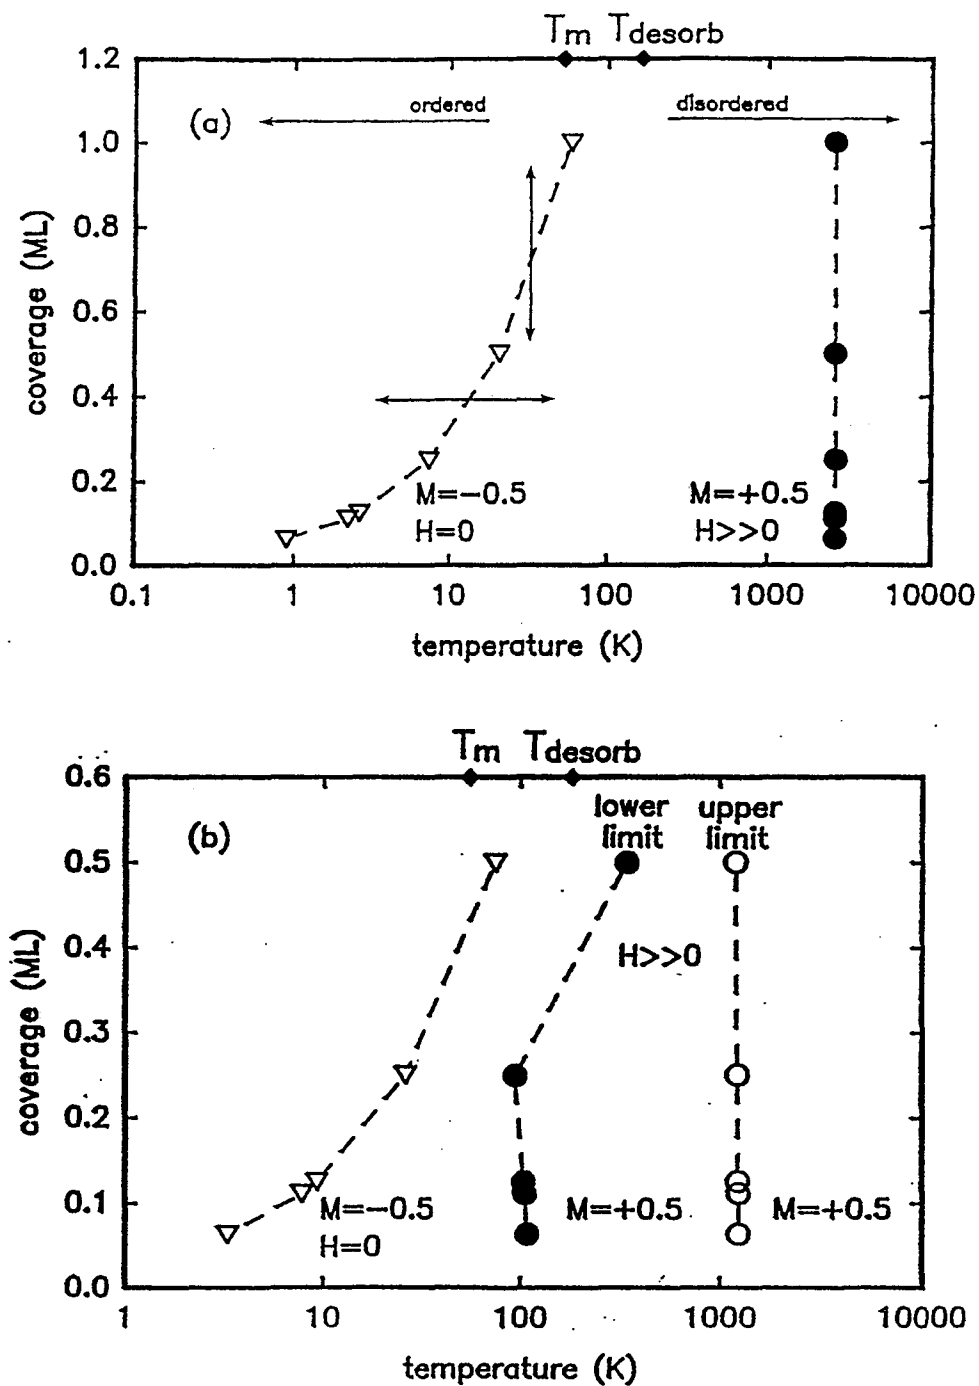 Tm Tdesorb
1.2
(a)
ordered
disordered
1.0
0.8
coverage (ML)
0.6
0.4
0.2
M=-0.5
H=0
M=+0.5
H>>0
0.0
0.1 1 10 100 1000 10000
temperature (K)
Tm Tdesorb
0.6
(b)
lower
limit
upper
limit
0.5
H>>0
0.4
coverage (ML)
0.3
0.2
0.1
M=-0.5
H=0
M=+0.5
M=+0.5
0.0
1 10 100 1000 10000
temperature (K)